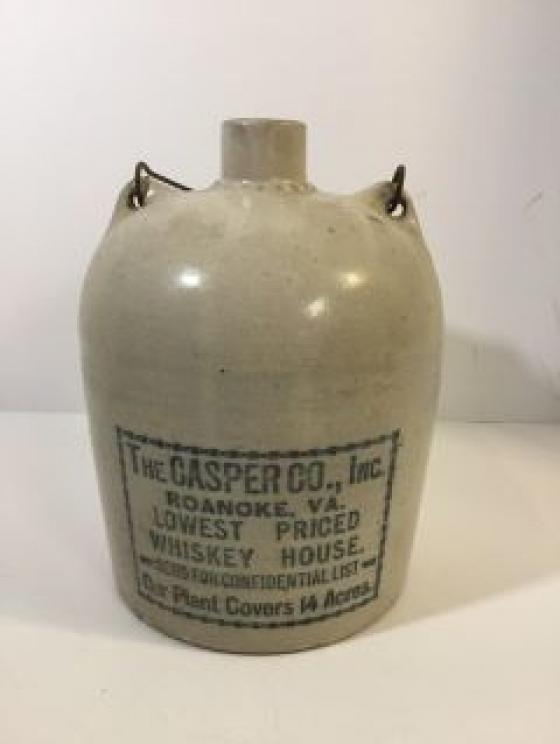 THE CASPER CO., INC.
ROANOKE, VA.
LOWEST PRICED
WHISKEY HOUSE.
SEND FOR CONFIDENTIAL LIST
Our Plant Covers 14 Acres.